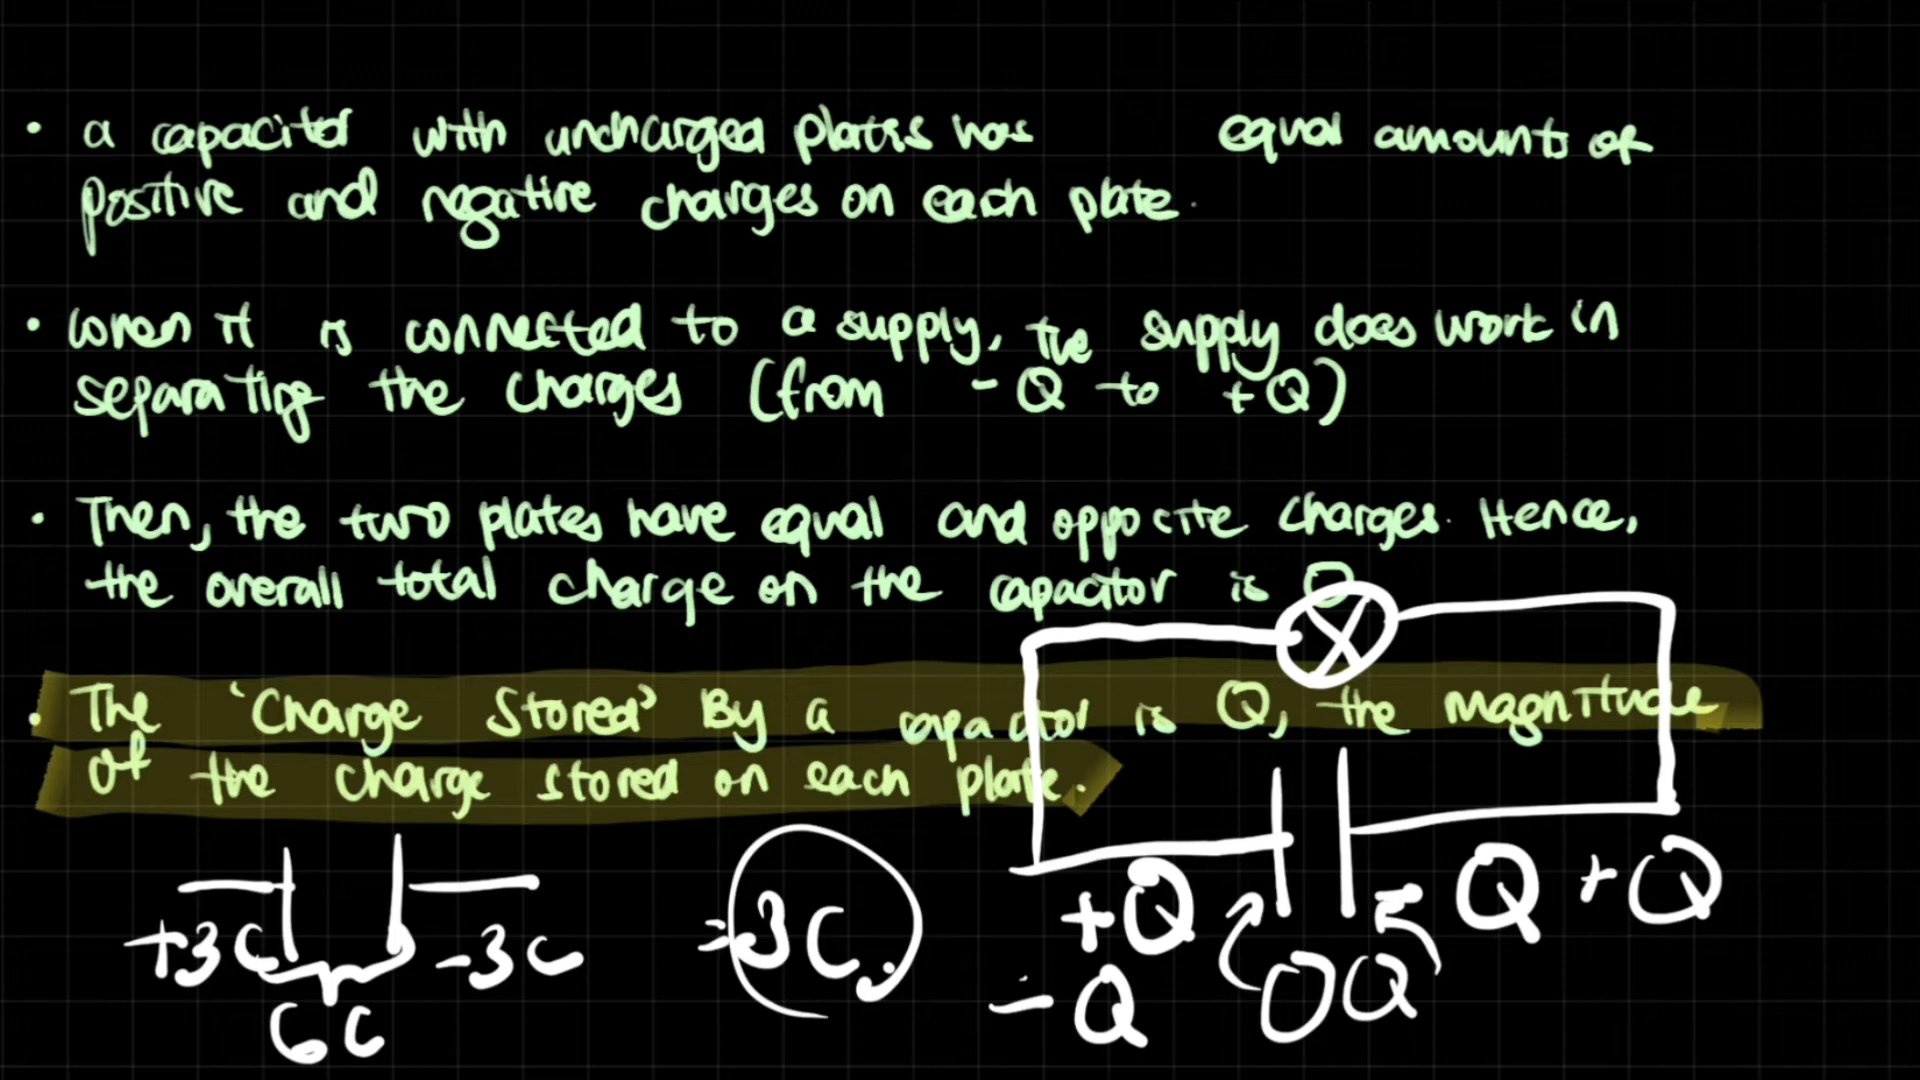 • a capacitor with uncharged plates has equal amounts of
positive and negative charges on each plate.
• when it is connected to a supply, the supply does work in
separating the charges (from -Q to +Q)
• Then, the two plates have equal and opposite charges. Hence,
the overall total charge on the capacitor is 0
• The 'Charge Stored' By a capacitor is Q, the magnitude
of the charge stored on each plate.
+3C -3C = 3C.
6C
+Q Q + Q
-Q 0Q